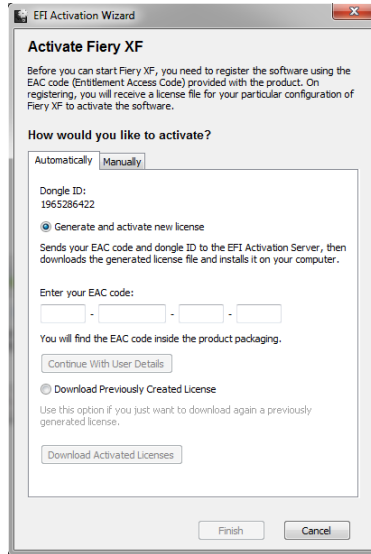 EFI Activation Wizard
Activate Fiery XF
Before you can start Fiery XF, you need to register the software using the
EAC code (Entitlement Access Code) provided with the product. On
registering, you will receive a license file for your particular configuration of
Fiery XF to activate the software.
How would you like to activate?
Automatically Manually
Dongle ID:
1965286422
Generate and activate new license
Sends your EAC code and dongle ID to the EFI Activation Server, then
downloads the generated license file and installs it on your computer.
Enter your EAC code:
- - -
You will find the EAC code inside the product packaging.
Continue With User Details
Download Previously Created License
Use this option if you just want to download again a previously
generated license.
Download Activated Licenses
Finish Cancel